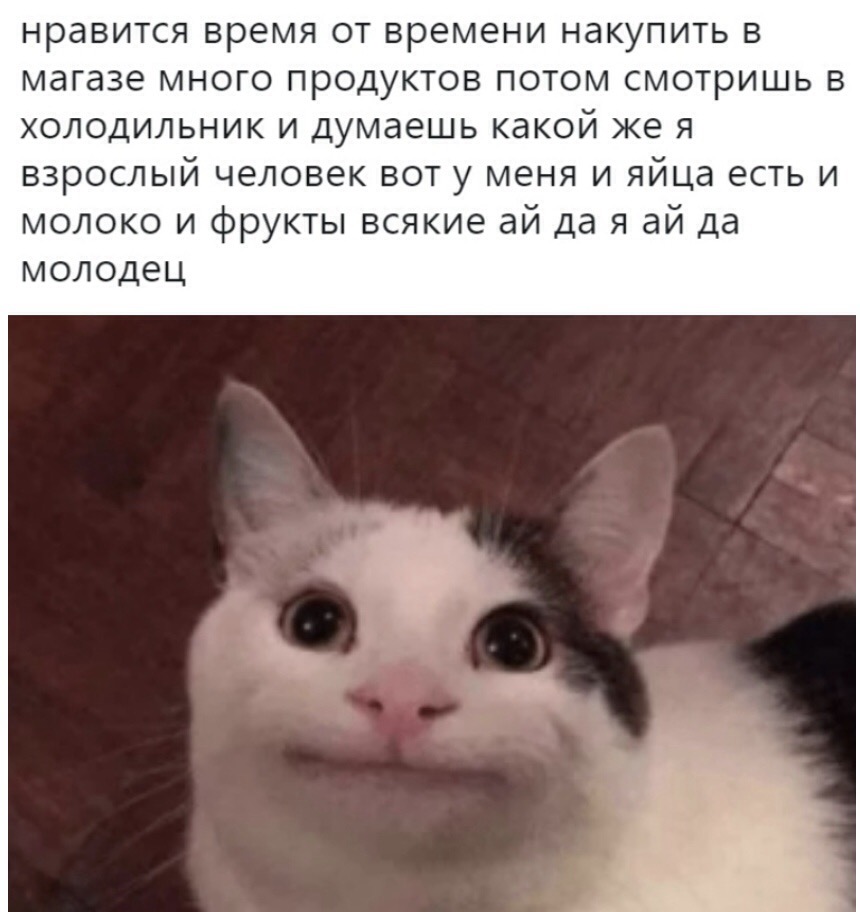 нравится время от времени накупить в
магазе много продуктов потом смотришь в
холодильник и думаешь какой же я
взрослый человек вот у меня и яйца есть и
молоко и фрукты всякие ай да я ай да
молодец